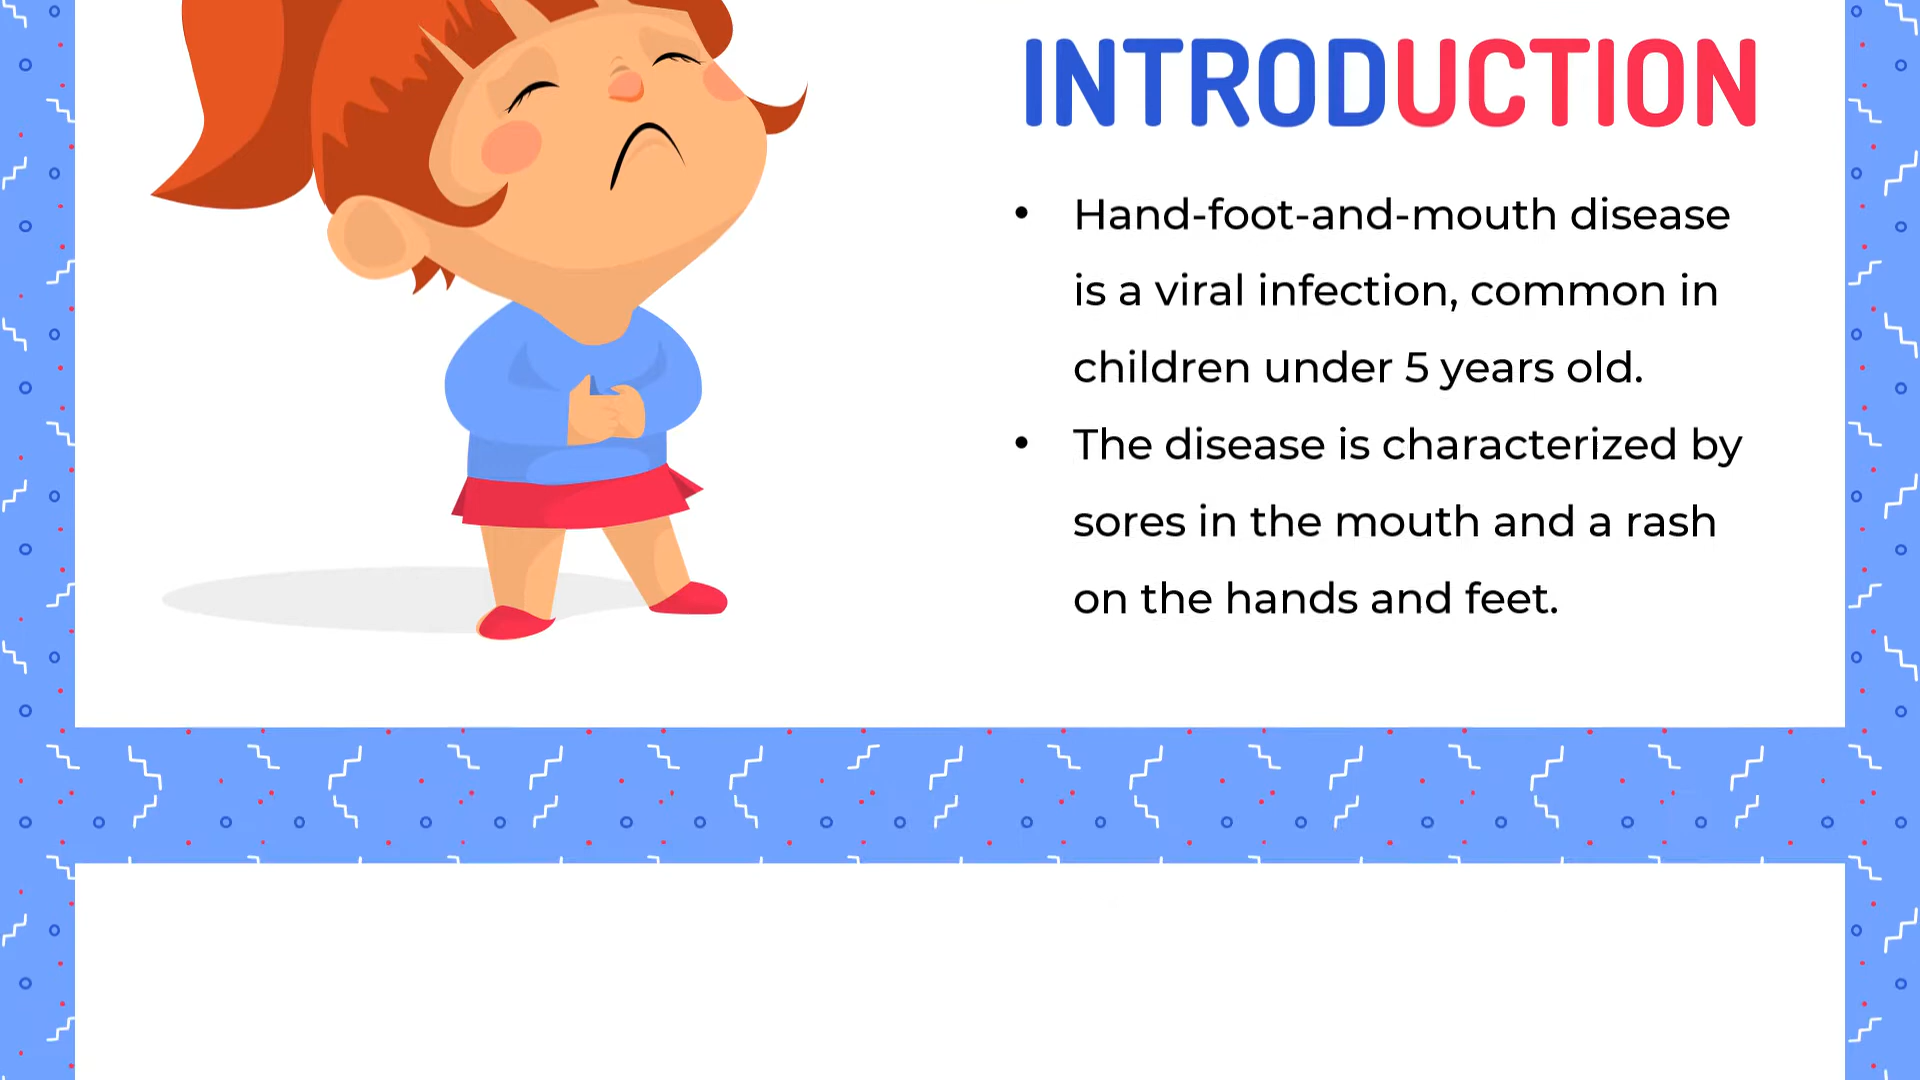 INTRODUCTION
• Hand-foot-and-mouth disease
is a viral infection, common in
children under 5 years old.
• The disease is characterized by
sores in the mouth and a rash
on the hands and feet.